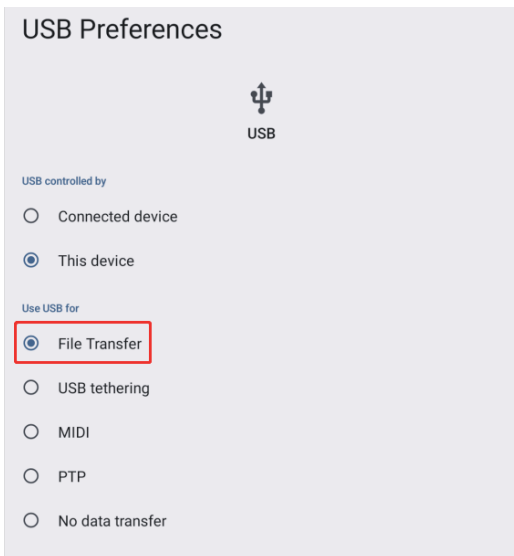 USB Preferences
USB
USB controlled by
Connected device
This device
Use USB for
File Transfer
USB tethering
MIDI
PTP
No data transfer